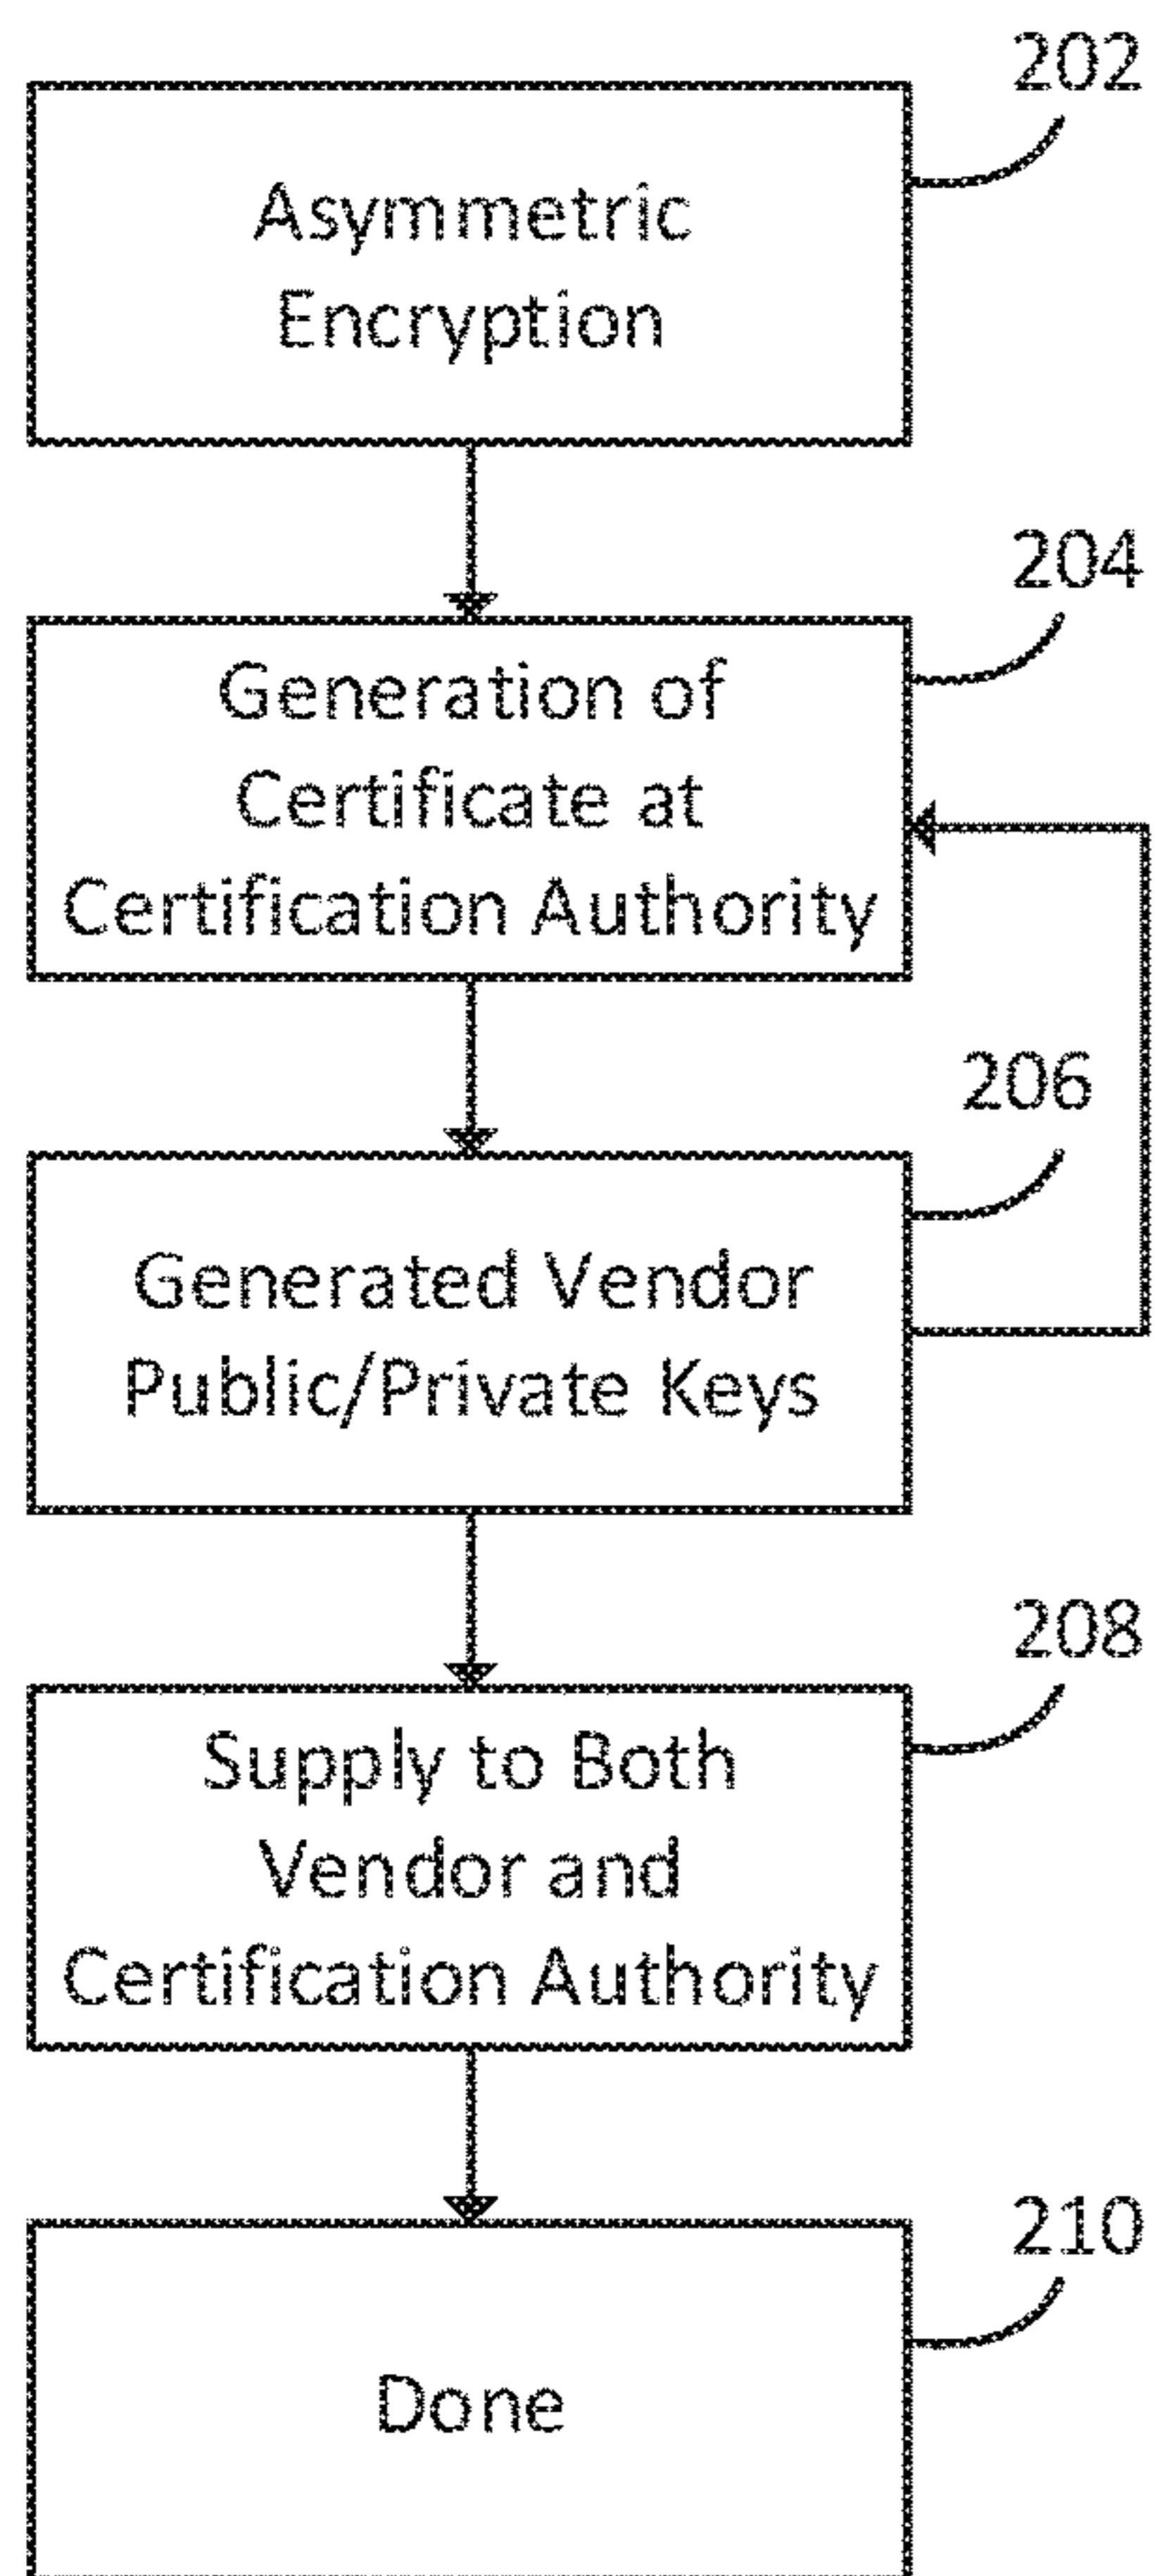 202
Asymmetric
Encryption
204
Generation of
Certificate at
Certification Authority
206
Generated Vendor
Public/Private Keys
208
Supply to Both
Vendor and
Certification Authority
210
Done